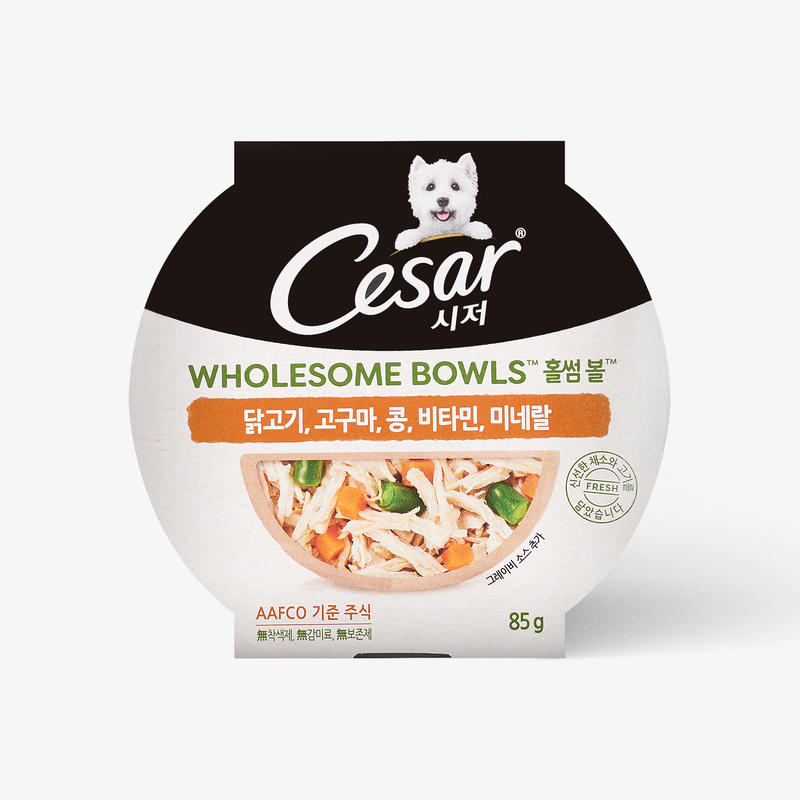 Cesar®
시저
WHOLESOME BOWLS™ 홀썸 볼™
닭고기, 고구마, 콩, 비타민, 미네랄
신선한 채소와 고기를
FRESH
담았습니다
그레이비 소스 추가
AAFCO 기준 주식
無착색제, 無감미료, 無보존제
85g